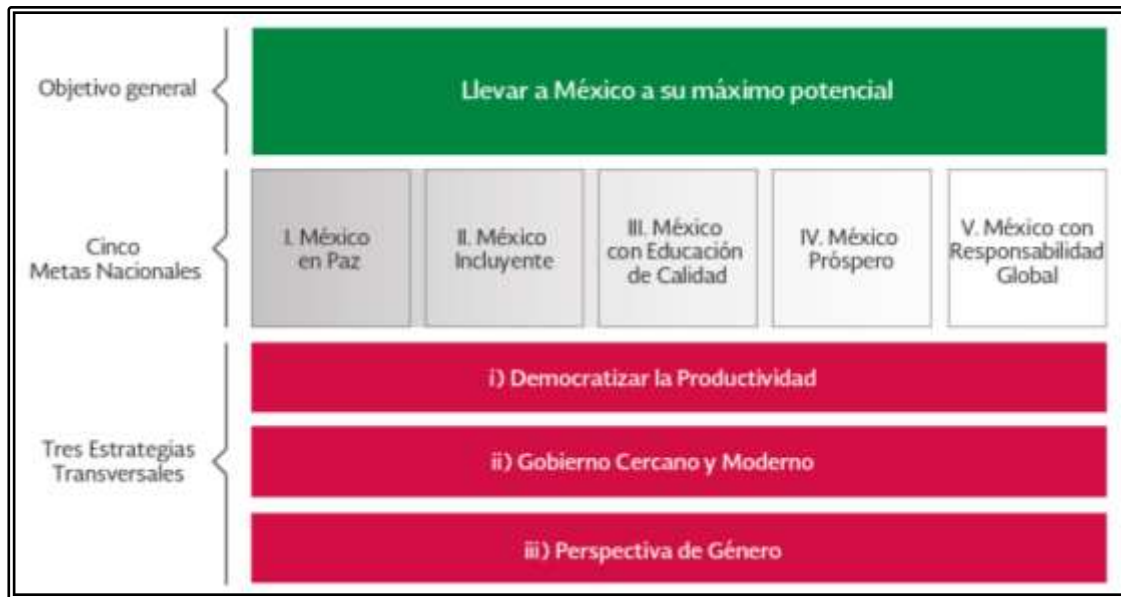 Objetivo general
Llevar a México a su máximo potencial
Cinco
Metas Nacionales
I. México
en Paz
II. México
Incluyente
III. México
con Educación
de Calidad
IV. México
Próspero
V. México con
Responsabilidad
Global
Tres Estrategias
Transversales
i) Democratizar la Productividad
ii) Gobierno Cercano y Moderno
iii) Perspectiva de Género